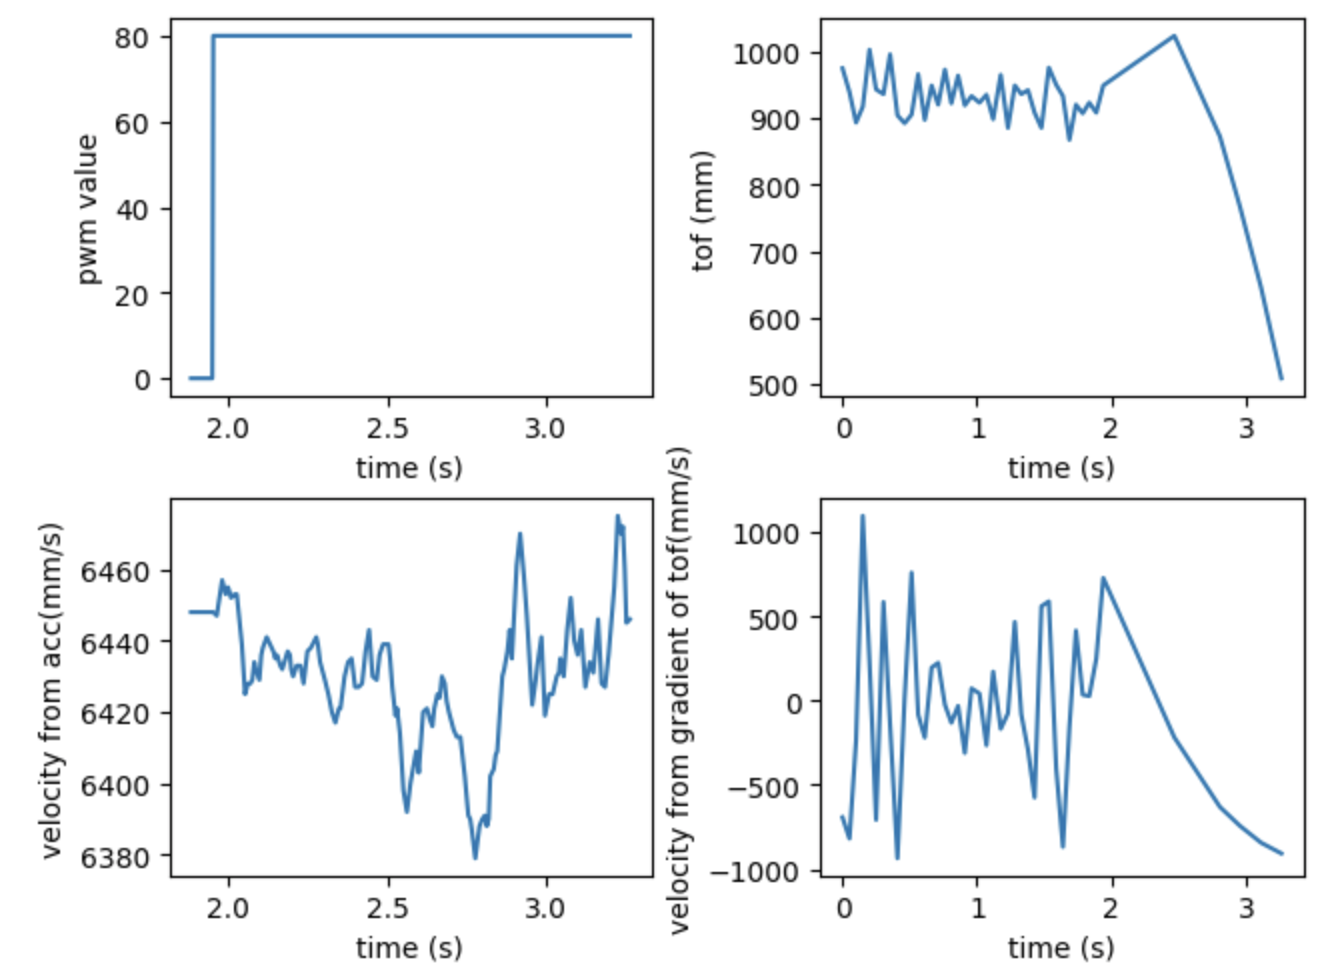 pwm value
80
60
40
20
0
2.0 2.5 3.0
time (s)
tof (mm)
1000
900
800
700
600
500
0 1 2 3
time (s)
velocity from acc(mm/s)
6460
6440
6420
6400
6380
2.0 2.5 3.0
time (s)
velocity from gradient of tof(mm/s)
1000
500
0
−500
−1000
0 1 2 3
time (s)